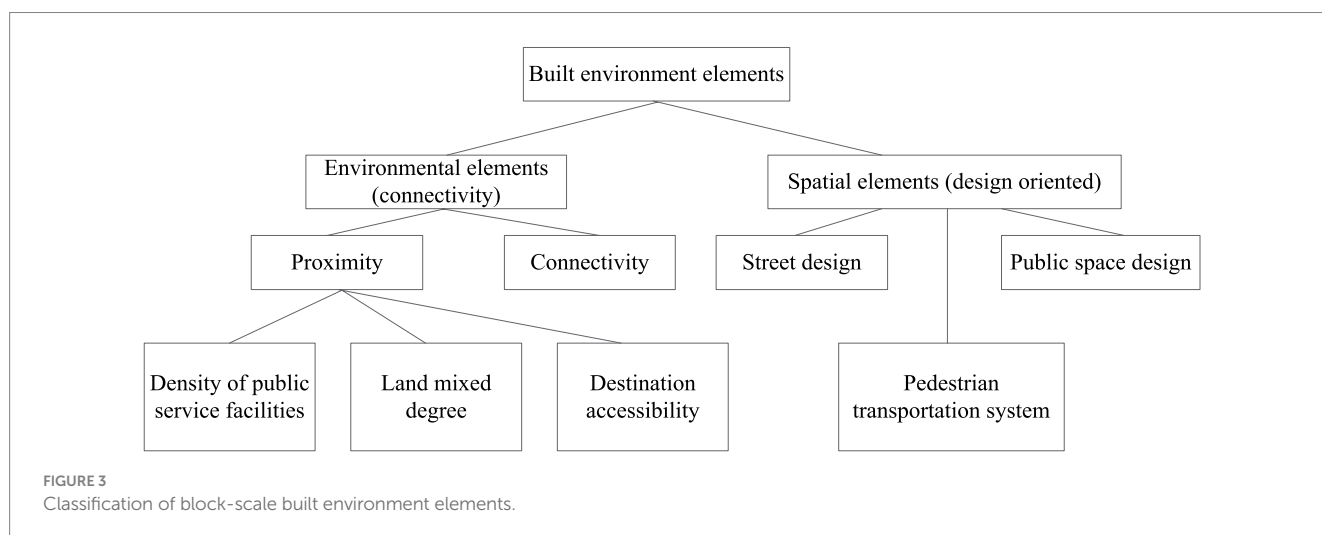 Built environment elements
Environmental elements
(connectivity)
Spatial elements (design oriented)
Proximity
Connectivity
Street design
Public space design
Density of public
service facilities
Land mixed
degree
Destination
accessibility
Pedestrian
transportation system
FIGURE 3
Classification of block-scale built environment elements.